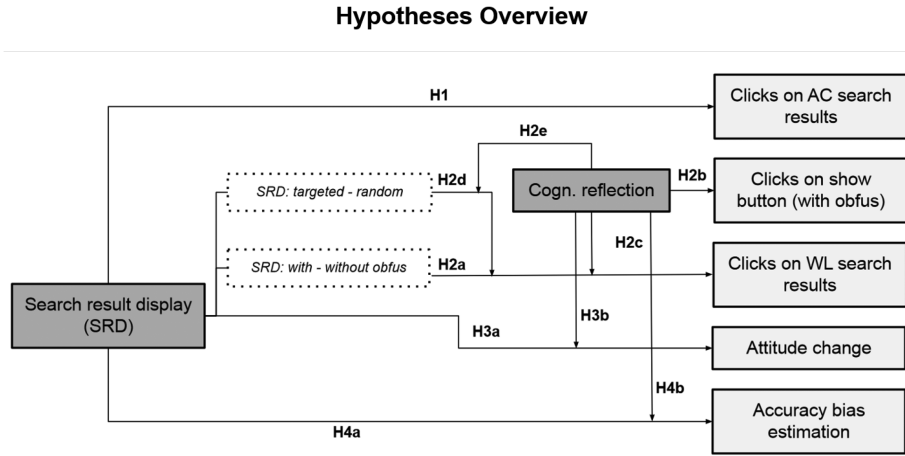 Hypotheses Overview
H1
Clicks on AC search
results
H2e
SRD: targeted - random
H2d
Cogn. reflection
H2b
Clicks on show
button (with obfus)
H2c
SRD: with - without obfus
H2a
Clicks on WL search
results
Search result display
(SRD)
H3b
H3a
Attitude change
H4b
H4a
Accuracy bias
estimation